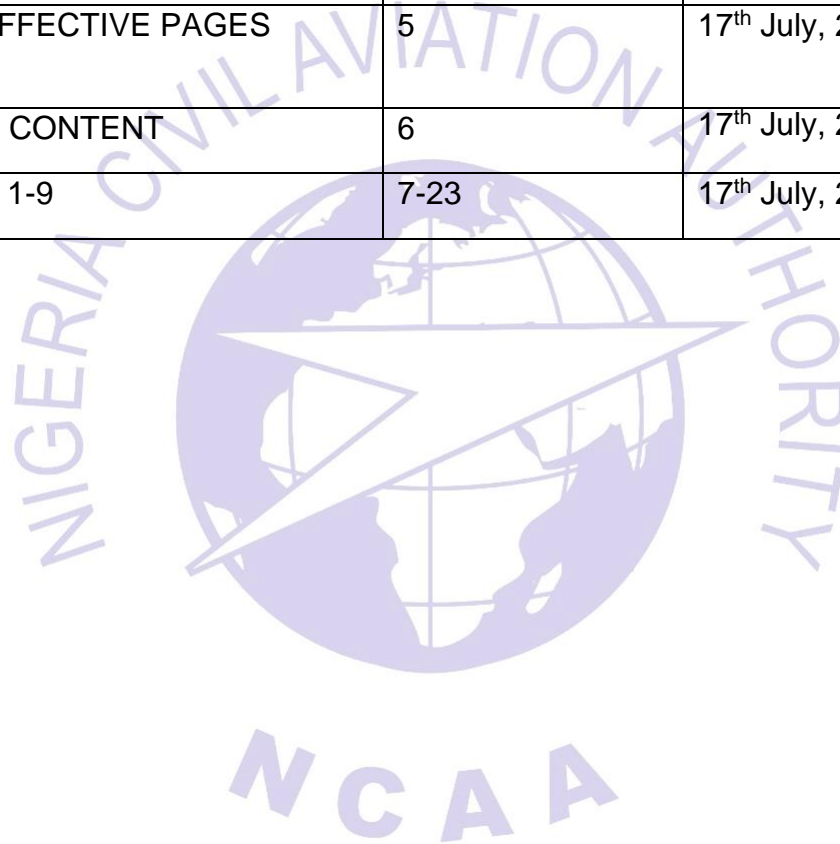 FFECTIVE PAGES 5 17th July, 2
CONTENT 6 17th July, 2
1-9 7-23 17th July, 2
NIGERIA CIVIL AVIATION AUTHORITY
NCAA